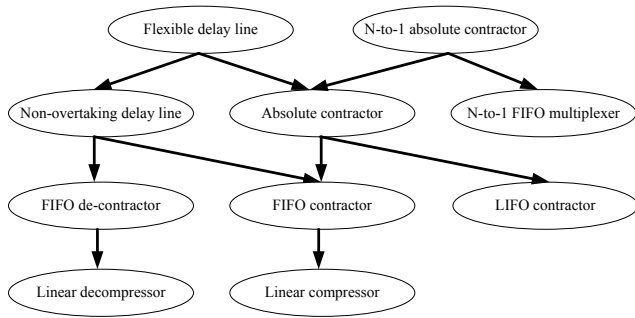 Flexible delay line
N-to-1 absolute contractor
Non-overtaking delay line
Absolute contractor
N-to-1 FIFO multiplexer
FIFO de-contractor
FIFO contractor
LIFO contractor
Linear decompressor
Linear compressor